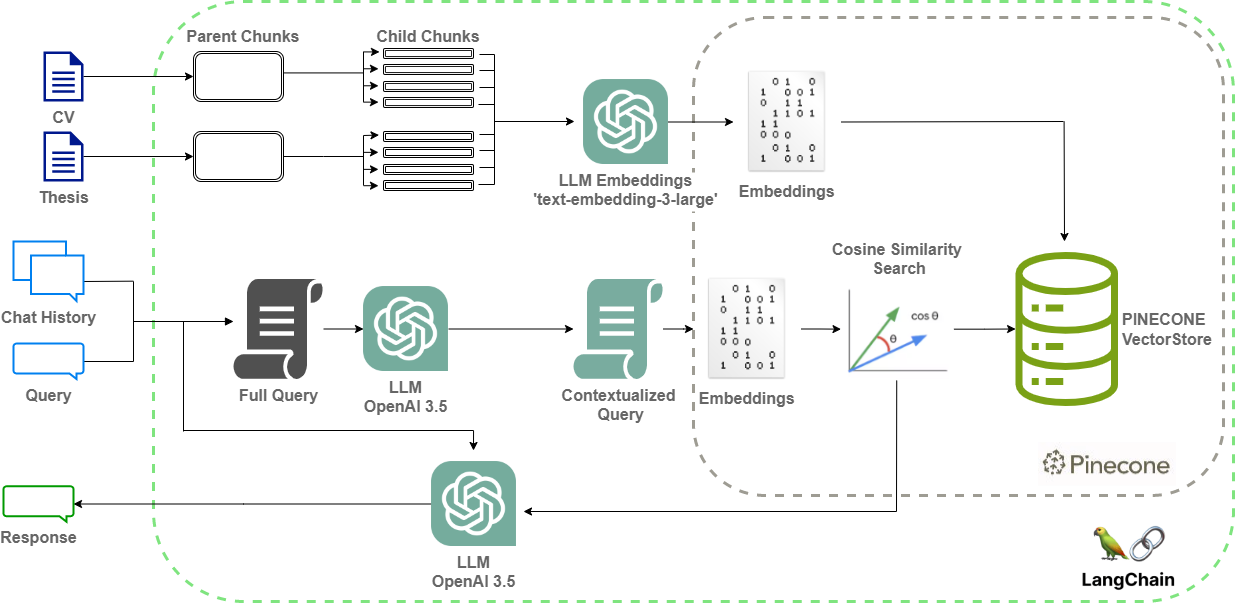 Parent Chunks
Child Chunks
CV
Thesis
LLM Embeddings
'text-embedding-3-large'
0 1 0
1 0 0 1
0 1 1
1 1 0 1
1 1
0 0 0
0 1 0
1 0 0 1
Embeddings
Chat History
Query
Full Query
LLM
OpenAI 3.5
Contextualized
Query
0 1 0
1 0 0 1
0 1 1
1 1 0 1
1 1
0 0 0
0 1 0
1 0 0 1
Embeddings
Cosine Similarity
Search
cos θ
θ
PINECONE
VectorStore
Pinecone
Response
LLM
OpenAI 3.5
LangChain